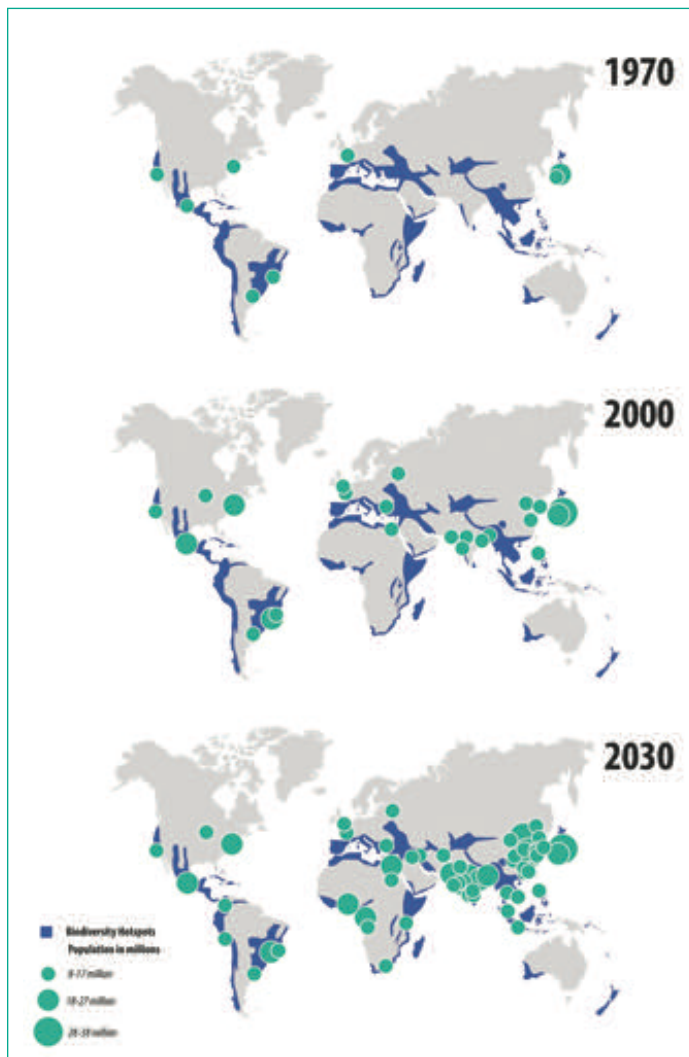 1970
2000
2030
Biodiversity Hotspots
Population in millions
8-17 million
18-27 million
28-38 million